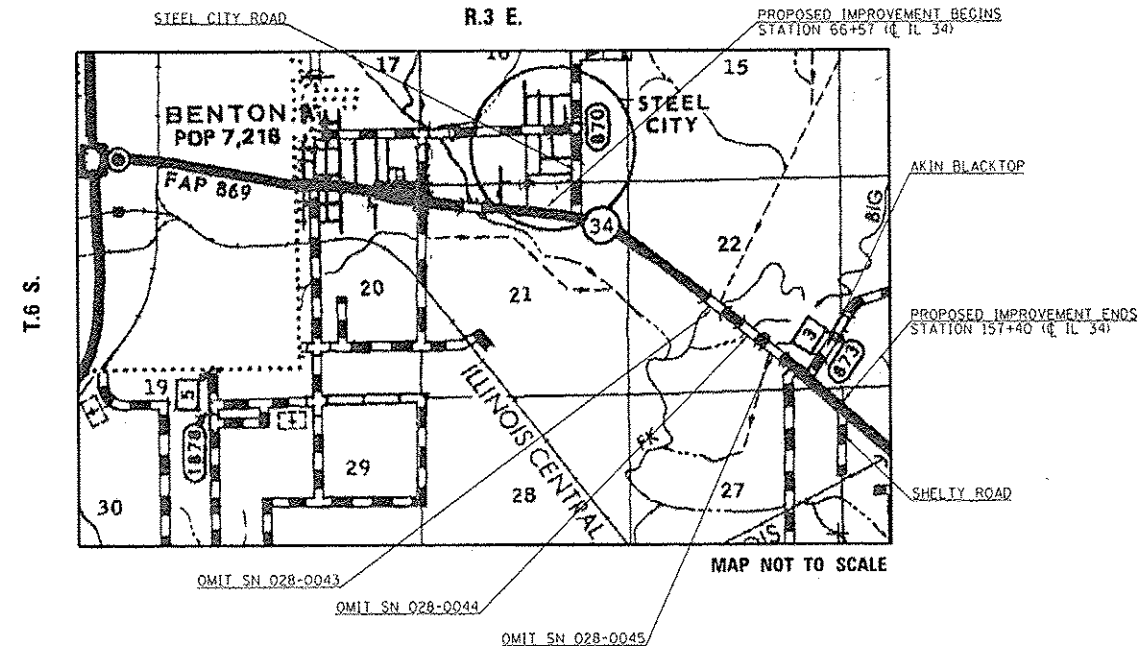 R.3 E.
STEEL CITY ROAD
PROPOSED IMPROVEMENT BEGINS
STATION 66+57 (℄ IL 34)
17
16
15
BENTON
POP 7,218
STEEL
CITY
870
AKIN BLACKTOP
FAP 869
BIG
34
22
T.6 S.
20
21
PROPOSED IMPROVEMENT ENDS
STATION 157+40 (℄ IL 34)
3
873
19
5
ILLINOIS CENTRAL
1878
FK
29
28
27
30
SHELTY ROAD
OIS
MAP NOT TO SCALE
OMIT SN 028-0043
OMIT SN 028-0044
OMIT SN 028-0045